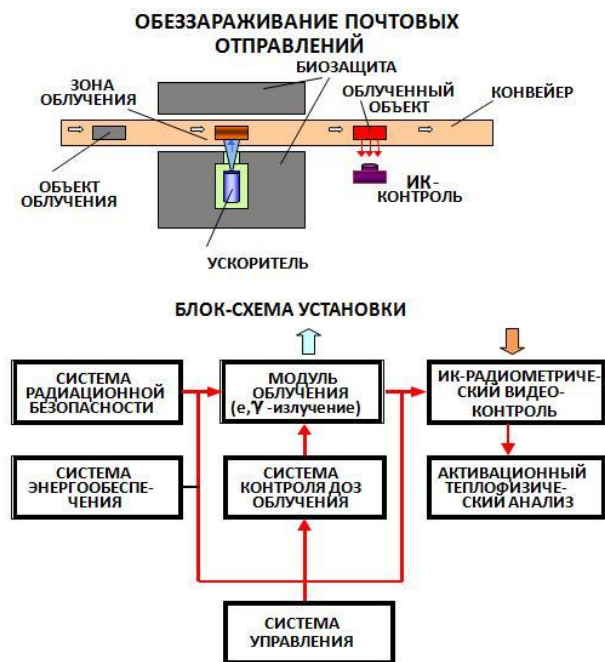 ОБЕЗЗАРАЖИВАНИЕ ПОЧТОВЫХ
ОТПРАВЛЕНИЙ
БИОЗАЩИТА
ЗОНА
ОБЛУЧЕНИЯ
ОБЛУЧЕННЫЙ
ОБЪЕКТ
КОНВЕЙЕР
ОБЪЕКТ
ОБЛУЧЕНИЯ
ИК-
КОНТРОЛЬ
УСКОРИТЕЛЬ
БЛОК-СХЕМА УСТАНОВКИ
СИСТЕМА
РАДИАЦИОННОЙ
БЕЗОПАСНОСТИ
МОДУЛЬ
ОБЛУЧЕНИЯ
(е,γ-излучение)
ИК-РАДИОМЕТРИЧЕ-
СКИЙ ВИДЕО-
КОНТРОЛЬ
СИСТЕМА
ЭНЕРГООБЕСПЕ-
ЧЕНИЯ
СИСТЕМА
КОНТРОЛЯ ДОЗ
ОБЛУЧЕНИЯ
АКТИВАЦИОННЫЙ
ТЕПЛОФИЗИЧЕ-
СКИЙ АНАЛИЗ
СИСТЕМА
УПРАВЛЕНИЯ